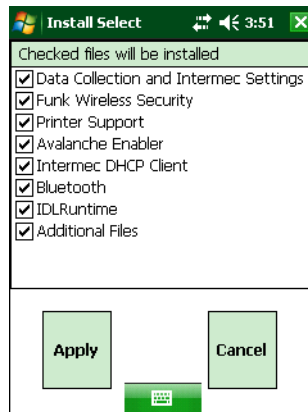 Install Select 3:51
Checked files will be installed
Data Collection and Intermec Settings
Funk Wireless Security
Printer Support
Avalanche Enabler
Intermec DHCP Client
Bluetooth
IDLRuntime
Additional Files
Apply Cancel